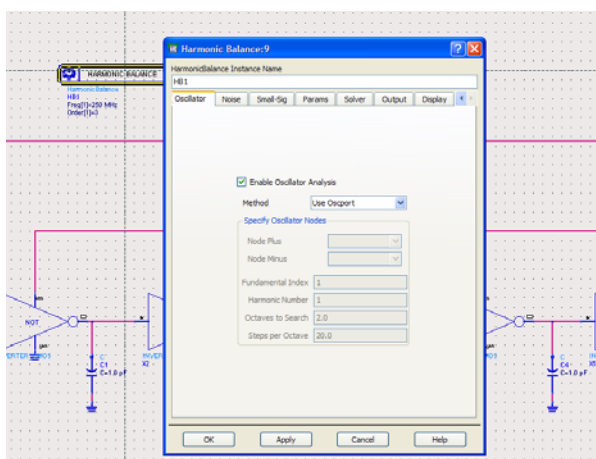 Harmonic Balance:9
HarmonicBalance Instance Name
HB1
Oscillator Noise Small-Sig Params Solver Output Display
Enable Oscillator Analysis
Method Use Oscport
Specify Oscillator Nodes
Node Plus
Node Minus
Fundamental Index 1
Harmonic Number 1
Octaves to Search 2.0
Steps per Octave 20.0
OK Apply Cancel Help
HARMONIC BALANCE
HarmonicBalance
HB1
Freq[1]=250 MHz
Order[1]=3
NOT
C
C1
C=1.0 pF
X2
C
C4
C=1.0 pF